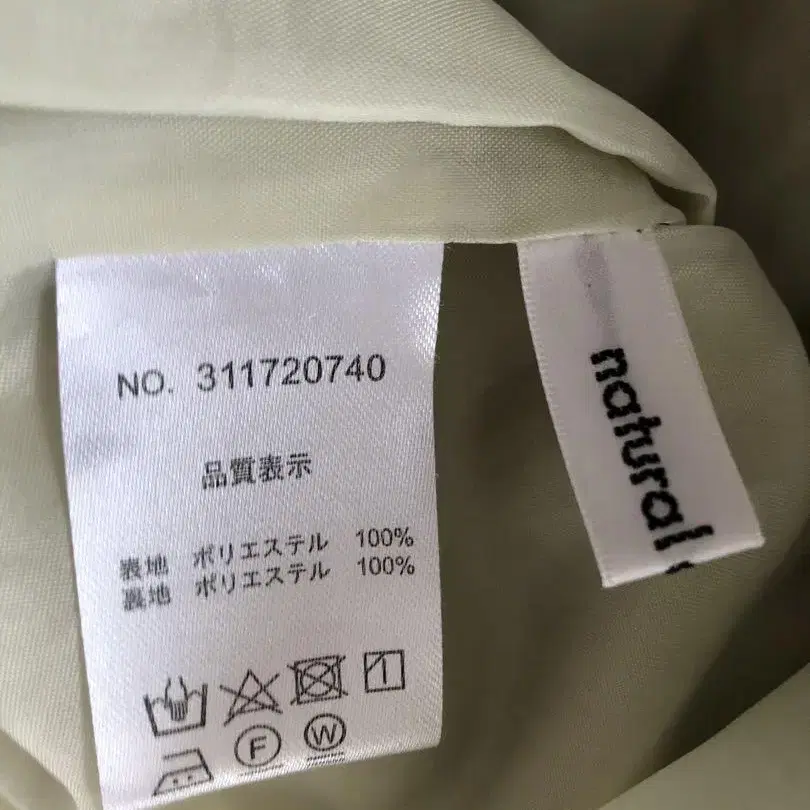 NO. 311720740
品質表示
表地 ポリエステル 100%
裏地 ポリエステル 100%
F
W
natural